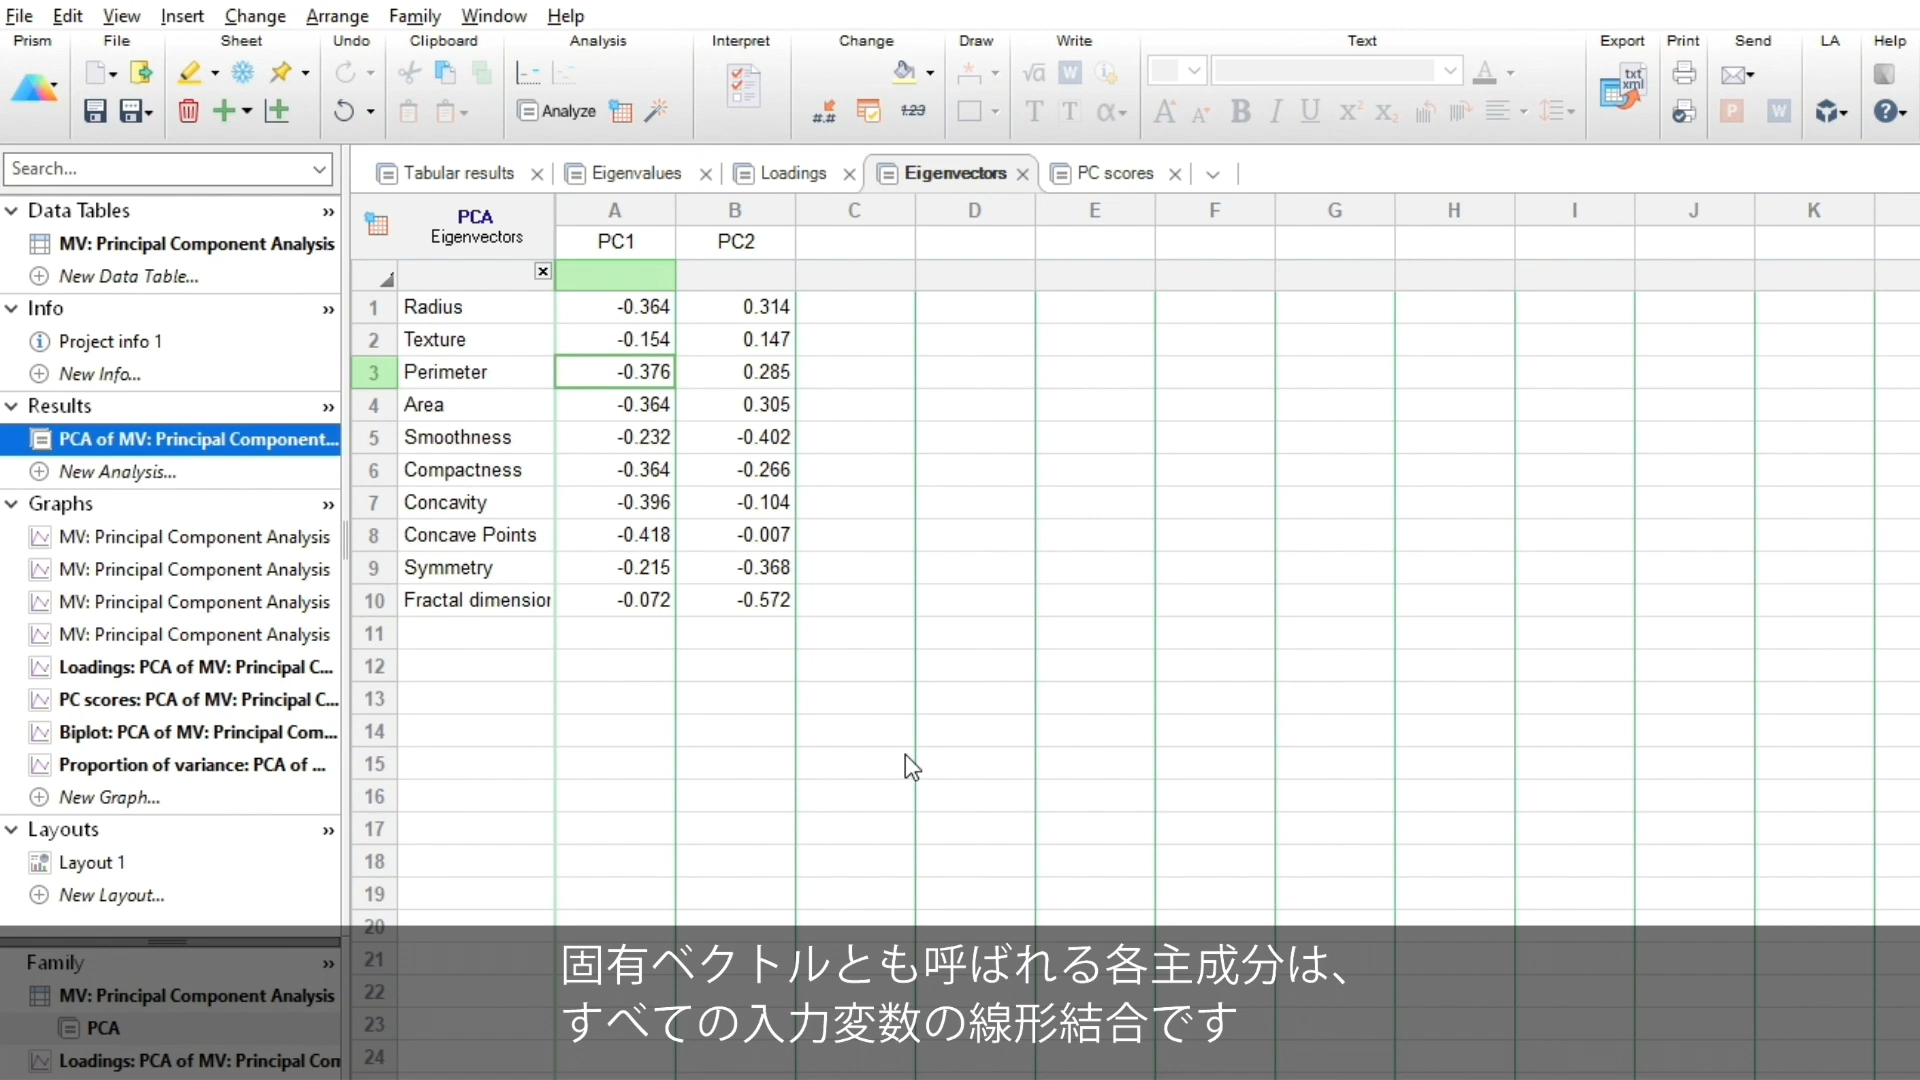 File Edit View Insert Change Arrange Family Window Help
Prism File Sheet Undo Clipboard Analysis Interpret Change Draw Write Text Export Print Send LA Help
Analyze
Search...
Tabular results Eigenvalues Loadings Eigenvectors PC scores
Data Tables
MV: Principal Component Analysis
New Data Table...
Info
Project info 1
New Info...
Results
PCA of MV: Principal Component...
New Analysis...
Graphs
MV: Principal Component Analysis
MV: Principal Component Analysis
MV: Principal Component Analysis
MV: Principal Component Analysis
Loadings: PCA of MV: Principal C...
PC scores: PCA of MV: Principal C...
Biplot: PCA of MV: Principal Com...
Proportion of variance: PCA of ...
New Graph...
Layouts
Layout 1
New Layout...
Family
MV: Principal Component Analysis
PCA
Loadings: PCA of MV: Principal Con
PCA
Eigenvectors
A B C D E F G H I J K
PC1 PC2
1 Radius -0.364 0.314
2 Texture -0.154 0.147
3 Perimeter -0.376 0.285
4 Area -0.364 0.305
5 Smoothness -0.232 -0.402
6 Compactness -0.364 -0.266
7 Concavity -0.396 -0.104
8 Concave Points -0.418 -0.007
9 Symmetry -0.215 -0.368
10 Fractal dimension -0.072 -0.572
11
12
13
14
15
16
17
18
19
20
21
22
23
24
固有ベクトルとも呼ばれる各主成分は、
すべての入力変数の線形結合です